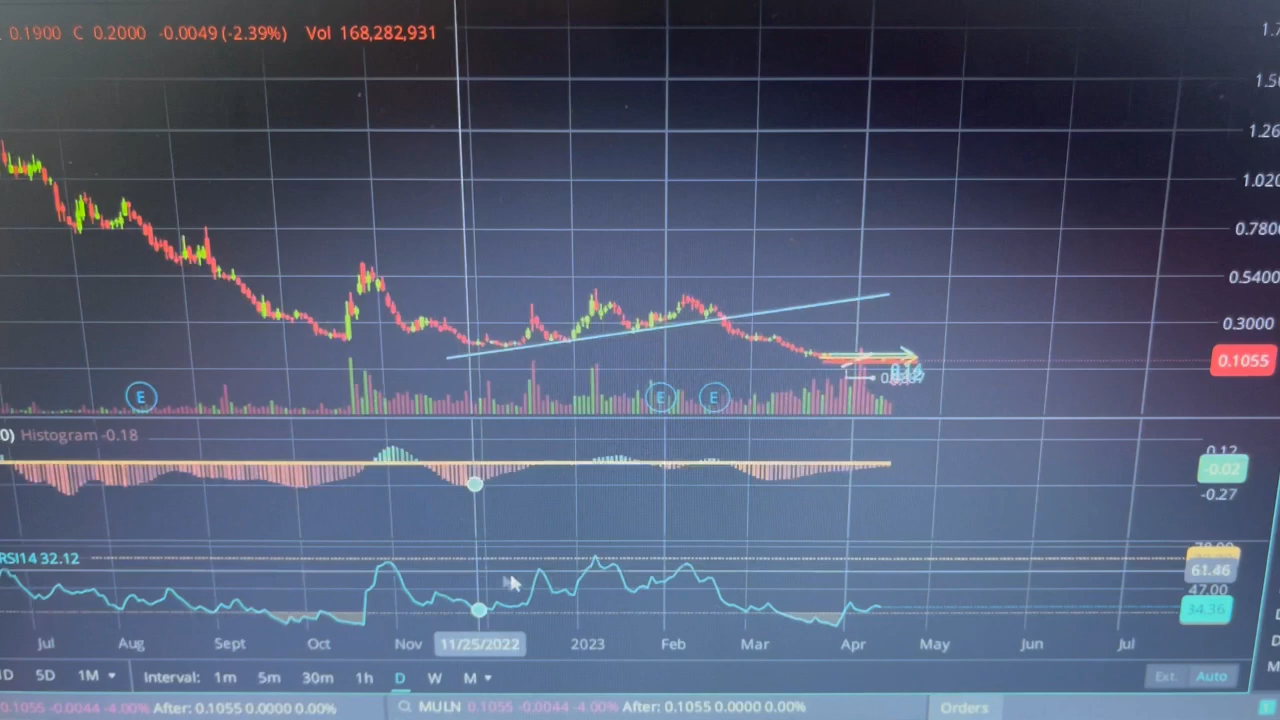 0.1900 C 0.2000 -0.0049 (-2.39%) Vol 168,282,931
1.26
1.020
0.7800
0.5400
0.3000
0.1055
E
E
E
0) Histogram -0.18
0.12
-0.02
-0.27
RSI14 32.12
61.46
47.00
34.36
Jul Aug Sept Oct Nov 11/25/2022 2023 Feb Mar Apr May Jun Jul
5D 1M Interval: 1m 5m 30m 1h D W M Ext. Auto
0.1055 -0.0044 -4.00% After: 0.1055 0.0000 0.00% MULN 0.1055 -0.0044 -4.00% After: 0.1055 0.0000 0.00% Orders